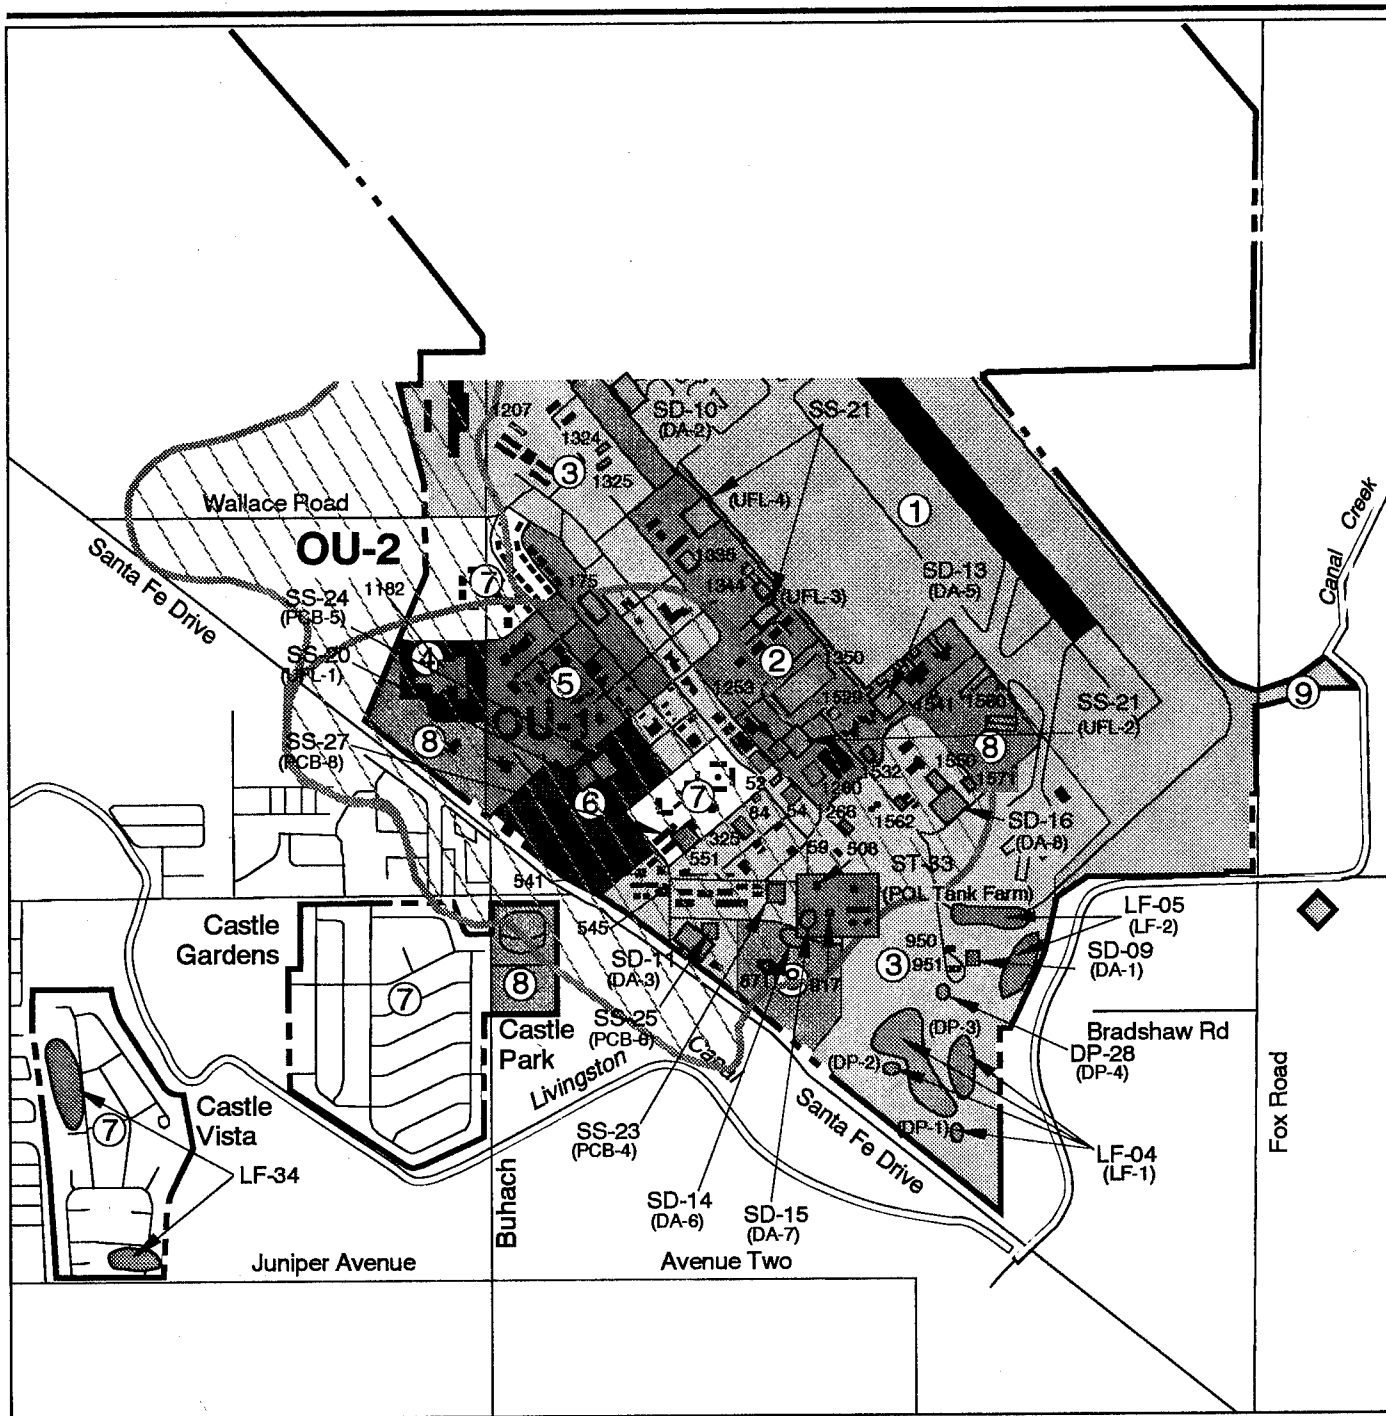 1207
SD-10
(DA-2)
SS-21
1324
3
1325
Wallace Road
(UFL-4)
1
Canal Creek
OU-2
1335
Santa Fe Drive
7
175
1344
SD-13
(DA-5)
1182
SS-24
(PCB-5)
(UFL-3)
4
SS-20
(UFL-1)
2
1350
5
1253
1529
1541
1580
9
SS-21
(UFL-2)
OU-1
8
SS-27
(PCB-8)
8
1532
1550
1571
52
1260
6
7
84
54
1266
1562
SD-16
(DA-8)
325
59
508
551
ST-33
(POL Tank Farm)
541
LF-05
(LF-2)
Castle
Gardens
545
950
SD-09
(DA-1)
SD-11
(DA-3)
3
951
7
8
871
917
SS-25
(PCB-6)
Castle
Park
(DP-3)
Bradshaw Rd
Livingston
Canal
(DP-2)
DP-28
(DP-4)
Fox Road
Castle
Vista
7
Santa Fe Drive
SS-23
(PCB-4)
(DP-1)
LF-04
(LF-1)
LF-34
SD-14
(DA-6)
SD-15
(DA-7)
Buhach
Juniper Avenue
Avenue Two